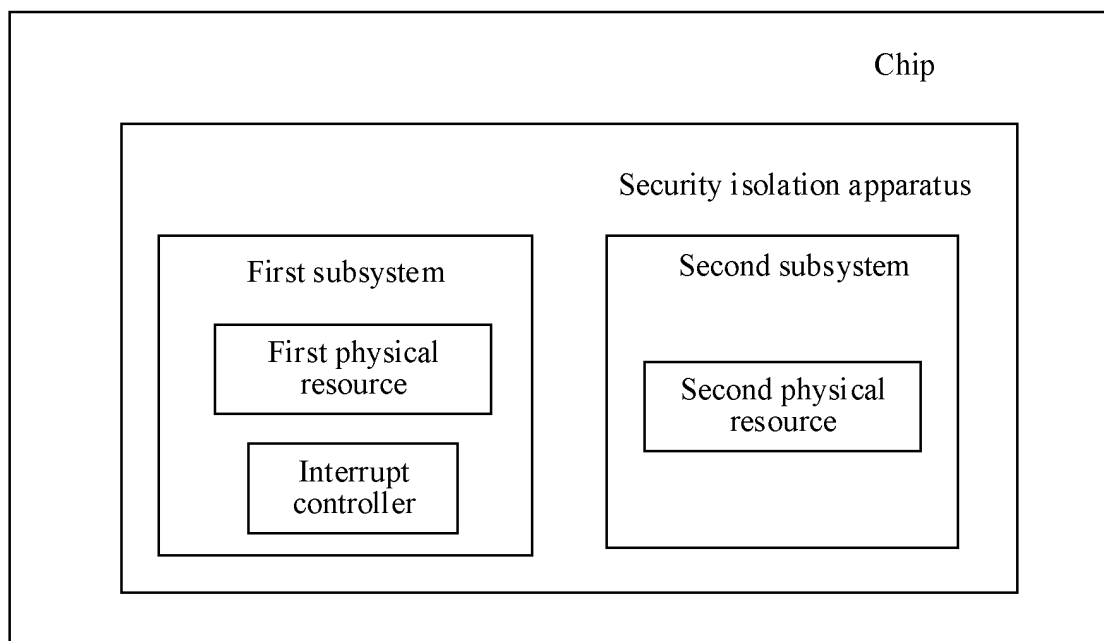 Chip
Security isolation apparatus
First subsystem
First physical
resource
Interrupt
controller
Second subsystem
Second physical
resource